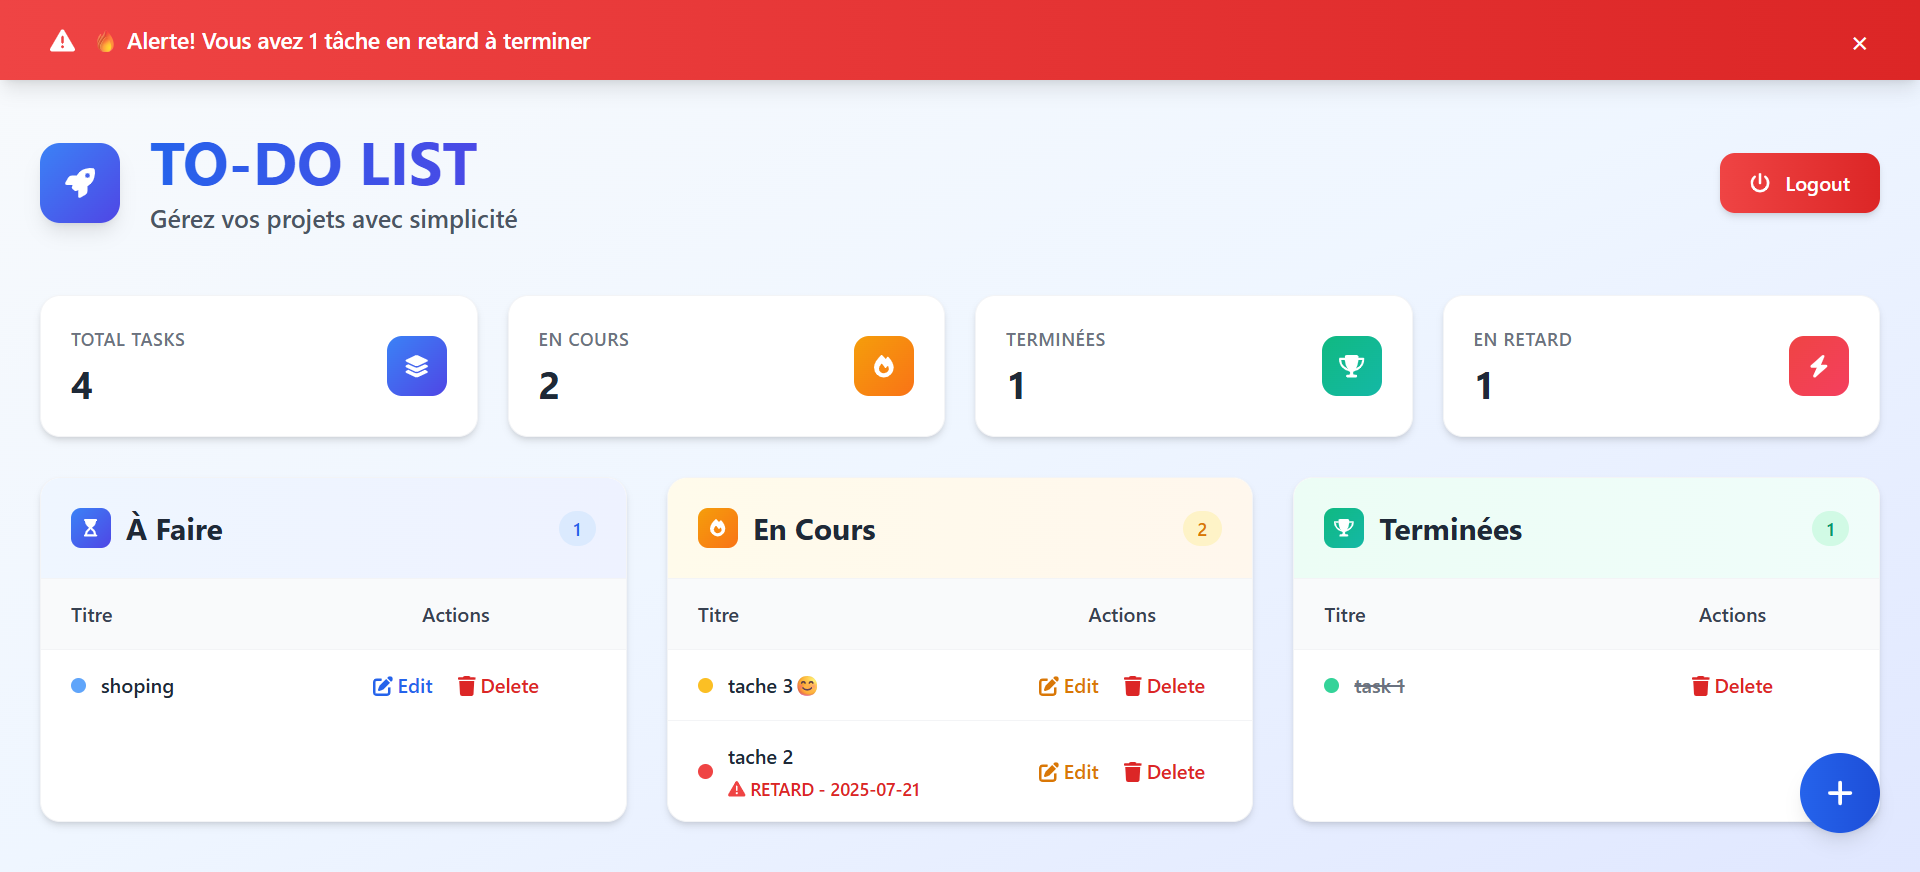 🔥 Alerte! Vous avez 1 tâche en retard à terminer
TO-DO LIST
Gérez vos projets avec simplicité
Logout
TOTAL TASKS
4
EN COURS
2
TERMINÉES
1
EN RETARD
1
À Faire
1
Titre Actions
shoping Edit Delete
En Cours
2
Titre Actions
tache 3 😊 Edit Delete
tache 2
RETARD - 2025-07-21
Edit Delete
Terminées
1
Titre Actions
task 1 Delete